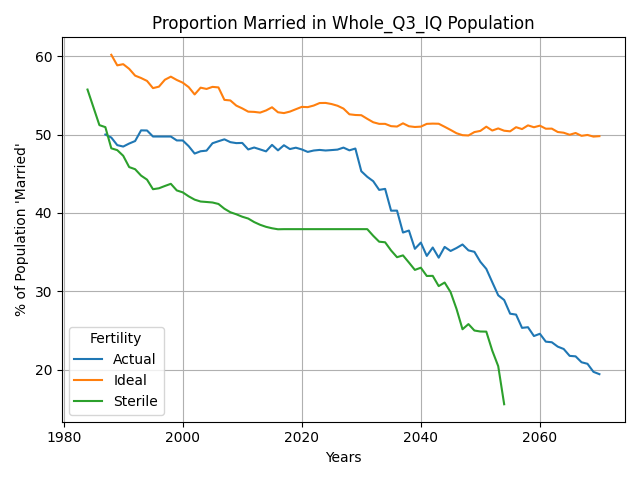 Proportion Married in Whole_Q3_IQ Population
% of Population 'Married'
60
50
40
30
20
Fertility
Actual
Ideal
Sterile
1980 2000 2020 2040 2060
Years